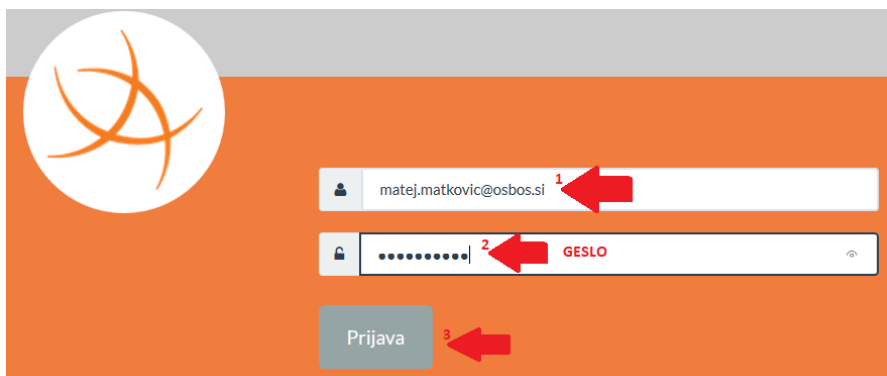 matej.matkovic@osbos.si 1
•••••••••• 2 GESLO
Prijava 3